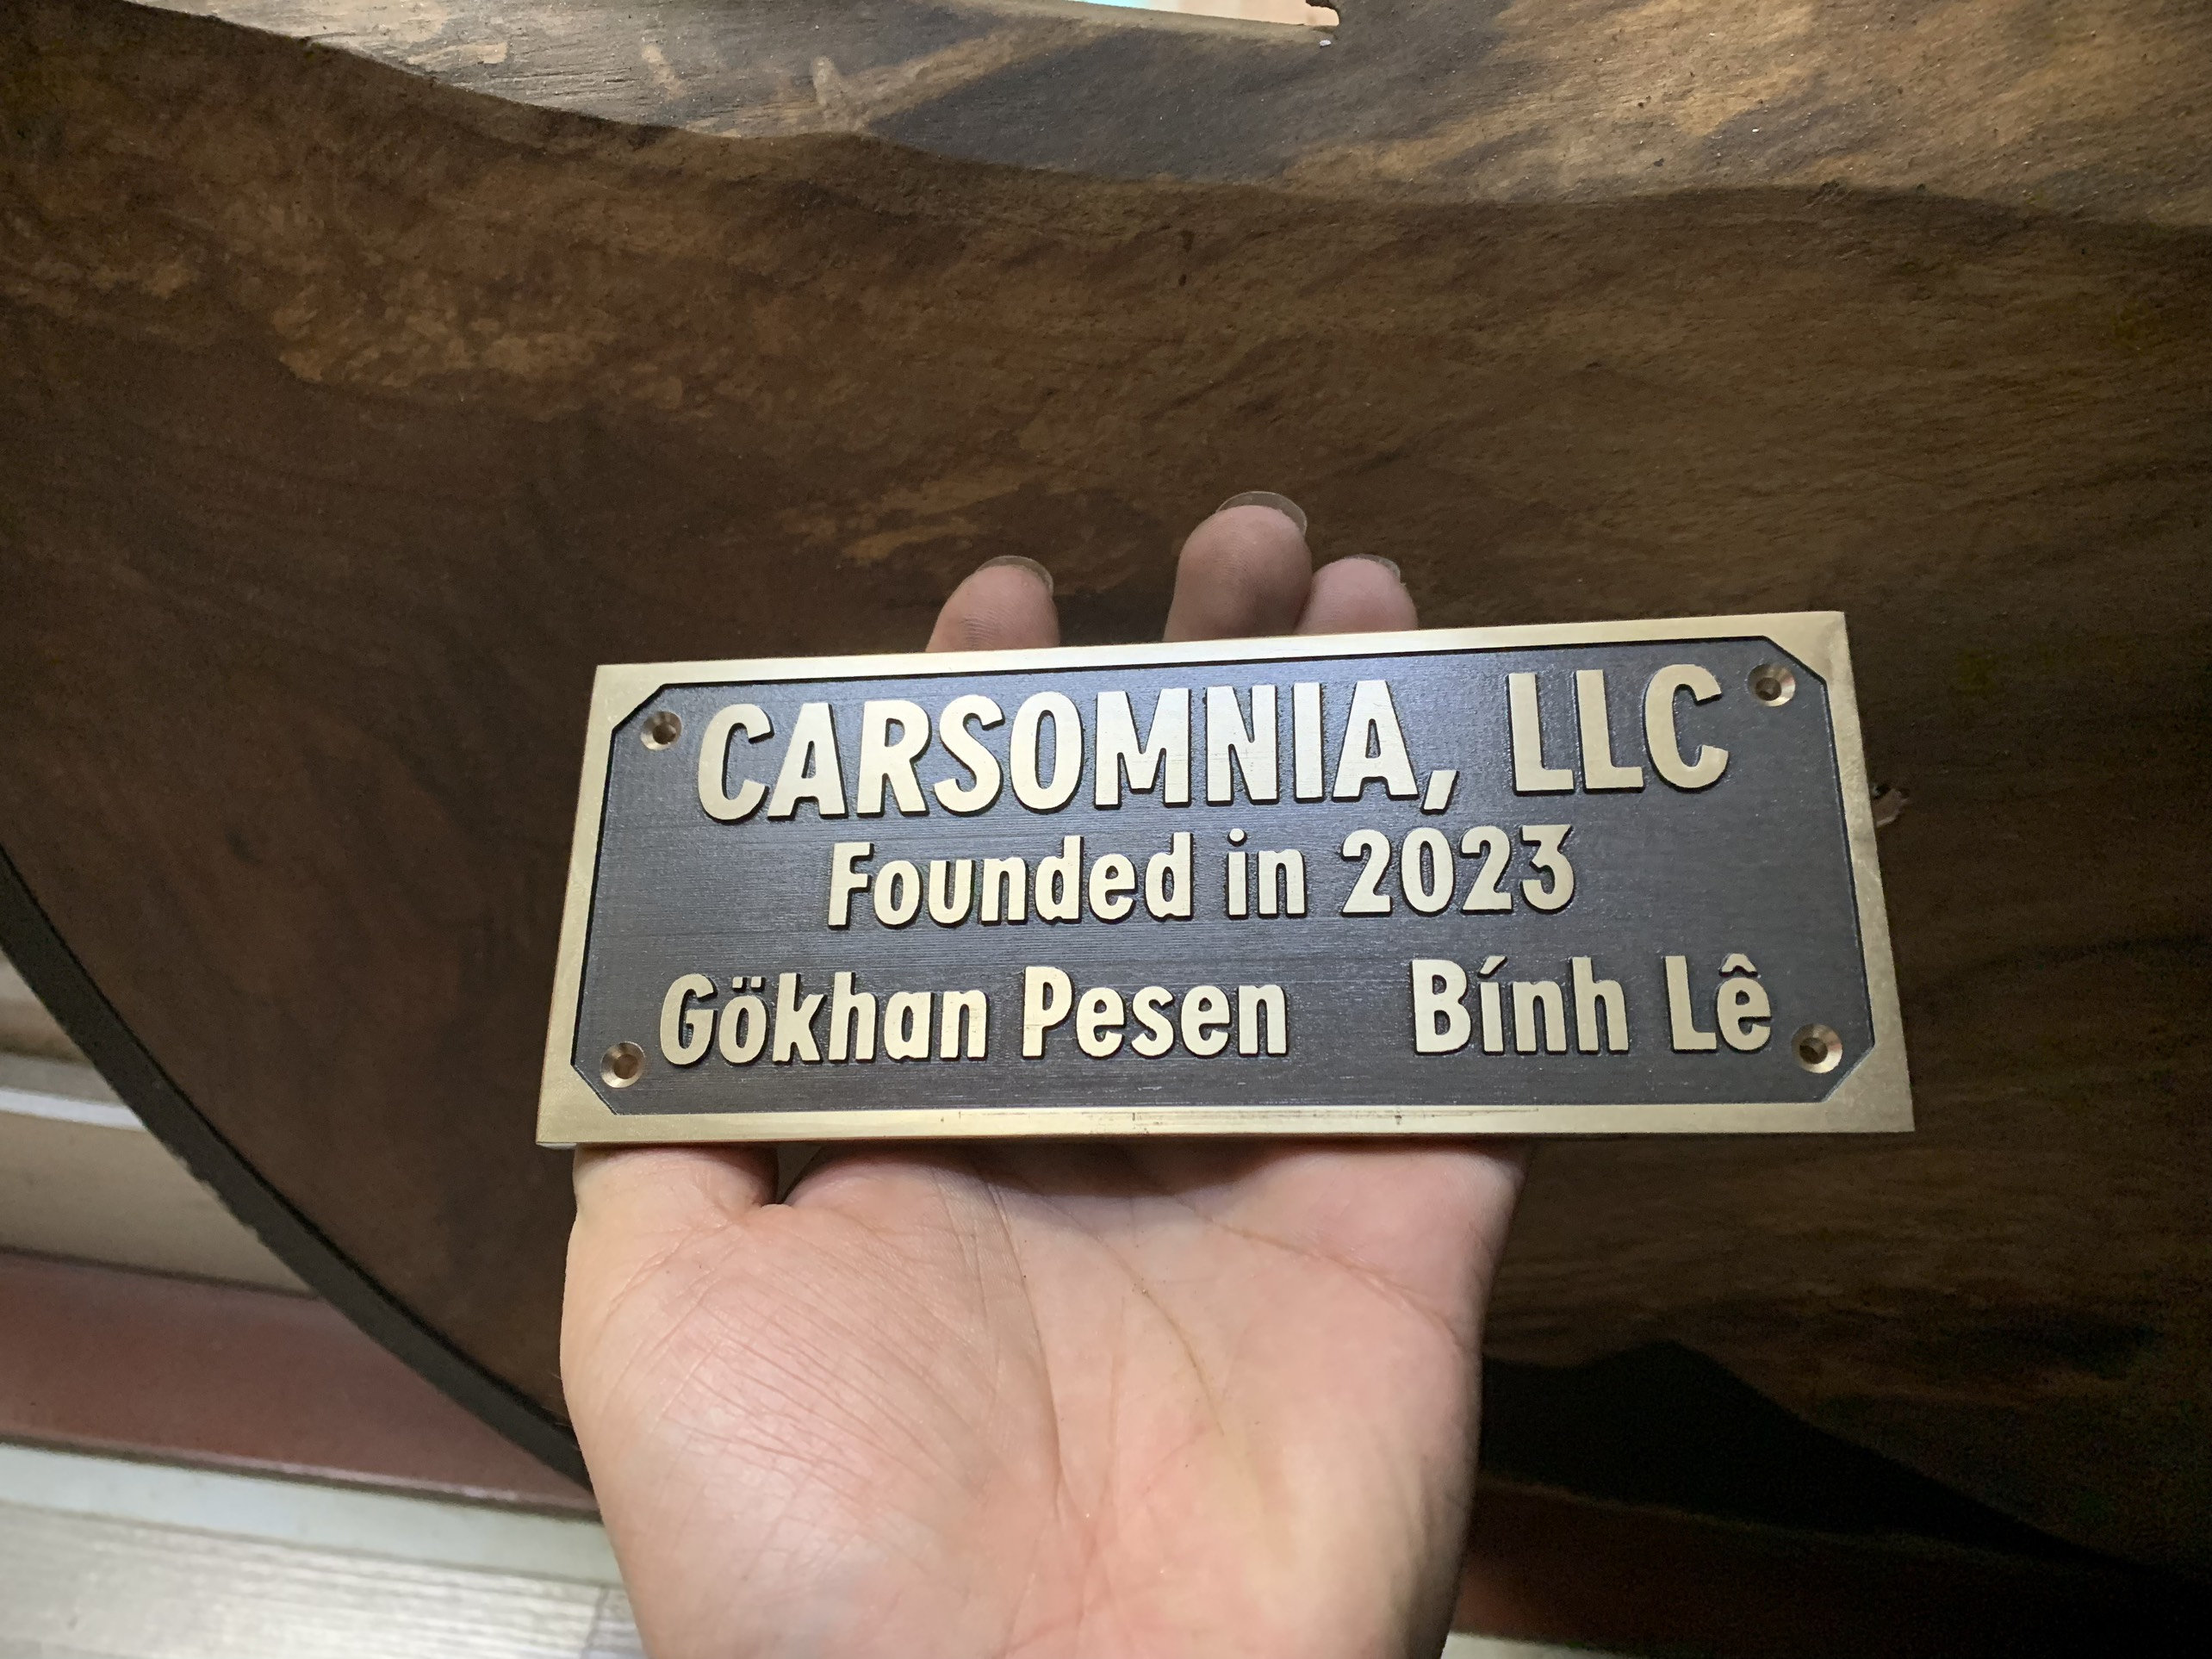 CARSOMNIA, LLC
Founded in 2023
Gökhan Pesen Bính Lê